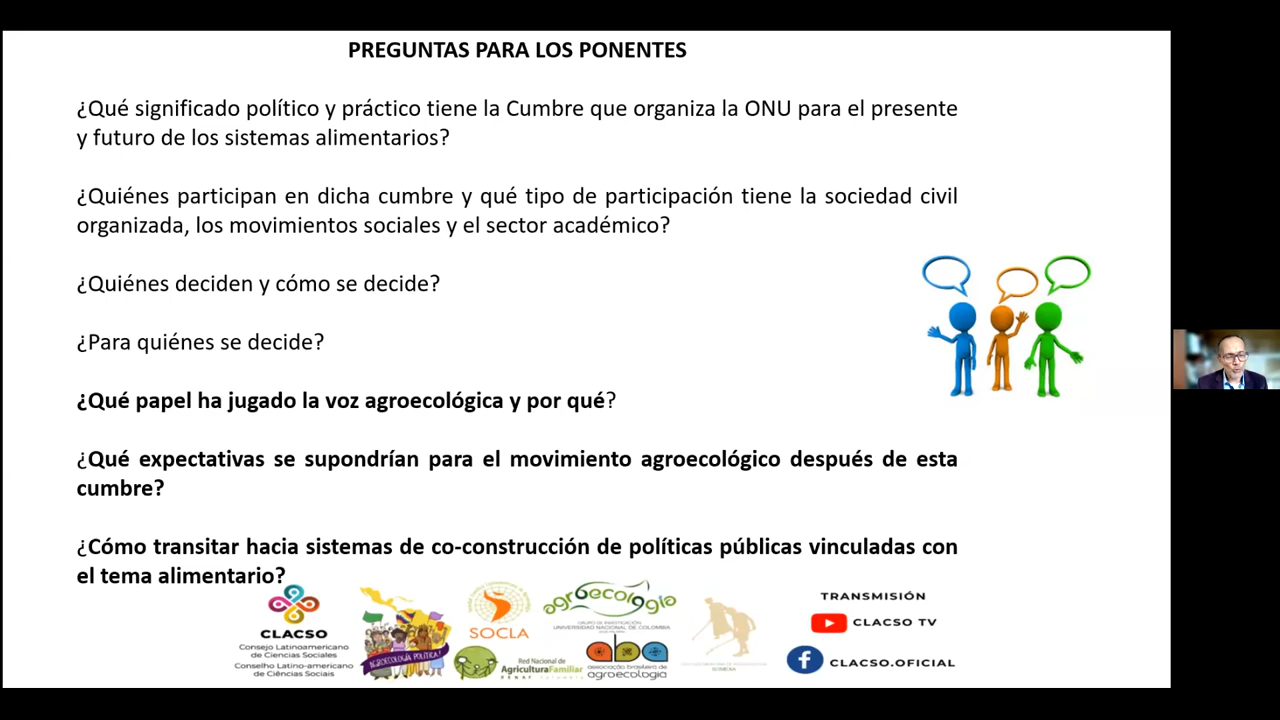 PREGUNTAS PARA LOS PONENTES
¿Qué significado político y práctico tiene la Cumbre que organiza la ONU para el presente
y futuro de los sistemas alimentarios?
¿Quiénes participan en dicha cumbre y qué tipo de participación tiene la sociedad civil
organizada, los movimientos sociales y el sector académico?
¿Quiénes deciden y cómo se decide?
¿Para quiénes se decide?
¿Qué papel ha jugado la voz agroecológica y por qué?
¿Qué expectativas se supondrían para el movimiento agroecológico después de esta
cumbre?
¿Cómo transitar hacia sistemas de co-construcción de políticas públicas vinculadas con
el tema alimentario?
CLACSO
Consejo Latinoamericano
de Ciencias Sociales
Conselho Latino-americano
de Ciências Sociais
AGROECOLOGÍA POLÍTICA!
SOCLA
agroecología
GRUPO DE INVESTIGACIÓN
UNIVERSIDAD NACIONAL DE COLOMBIA
Red Nacional de
AgriculturaFamiliar
aba
associação brasileira de
agroecologia
TRANSMISIÓN
CLACSO TV
CLACSO.OFICIAL